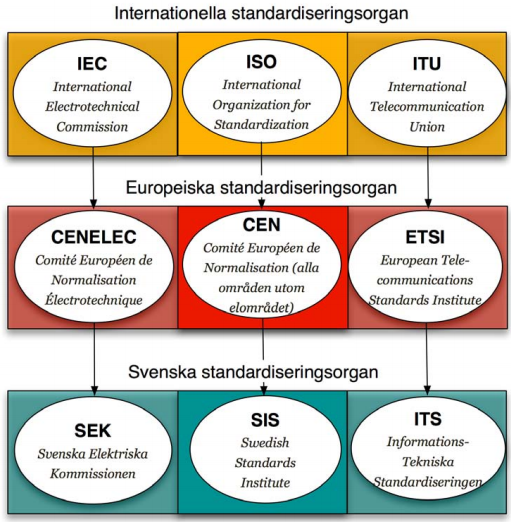 Internationella standardiseringsorgan
IEC
International
Electrotechnical
Commission
ISO
International
Organization for
Standardization
ITU
International
Telecommunication
Union
Europeiska standardiseringsorgan
CENELEC
Comité Européen de
Normalisation
Électrotechnique
CEN
Comité Européen de
Normalisation (alla
områden utom
elområdet)
ETSI
European Tele-
communications
Standards Institute
Svenska standardiseringsorgan
SEK
Svenska Elektriska
Kommissionen
SIS
Swedish
Standards
Institute
ITS
Informations-
Tekniska
Standardiseringen